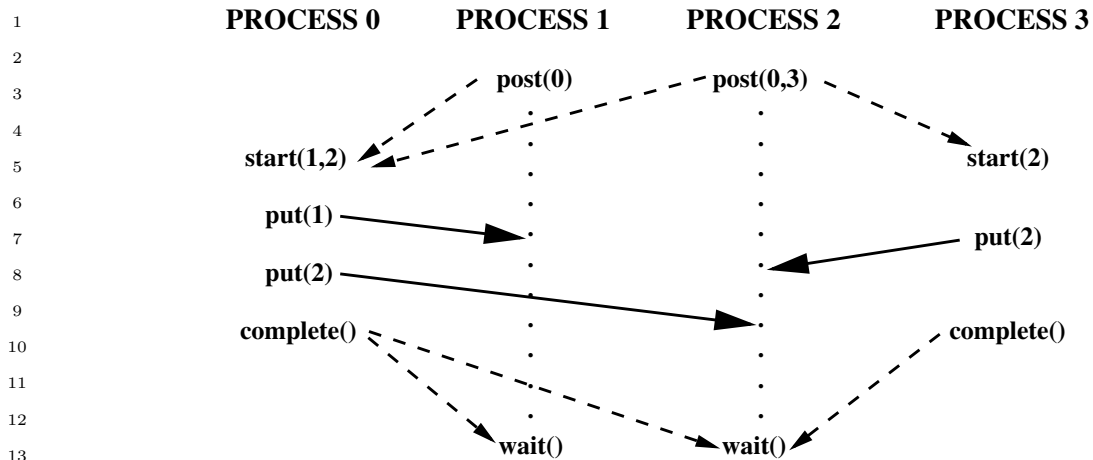 1 PROCESS 0 PROCESS 1 PROCESS 2 PROCESS 3
2
3 post(0) post(0,3)
4
5 start(1,2) start(2)
6 put(1)
7 put(2)
8 put(2)
9
10 complete() complete()
11
12
13 wait() wait()